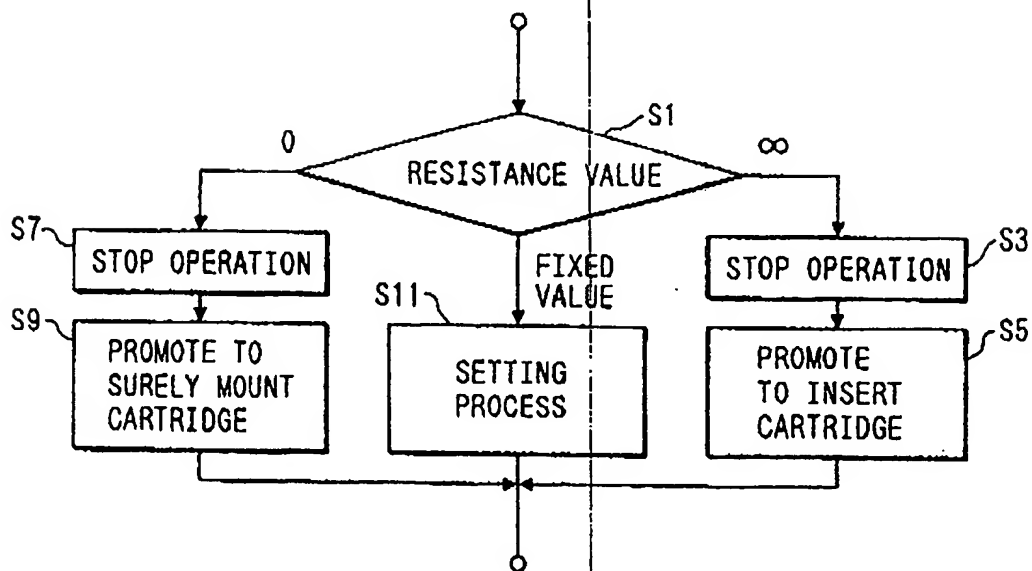 S1
0
∞
RESISTANCE VALUE
S7
STOP OPERATION
S9
PROMOTE TO
SURELY MOUNT
CARTRIDGE
FIXED
VALUE
S11
SETTING
PROCESS
S3
STOP OPERATION
S5
PROMOTE
TO INSERT
CARTRIDGE